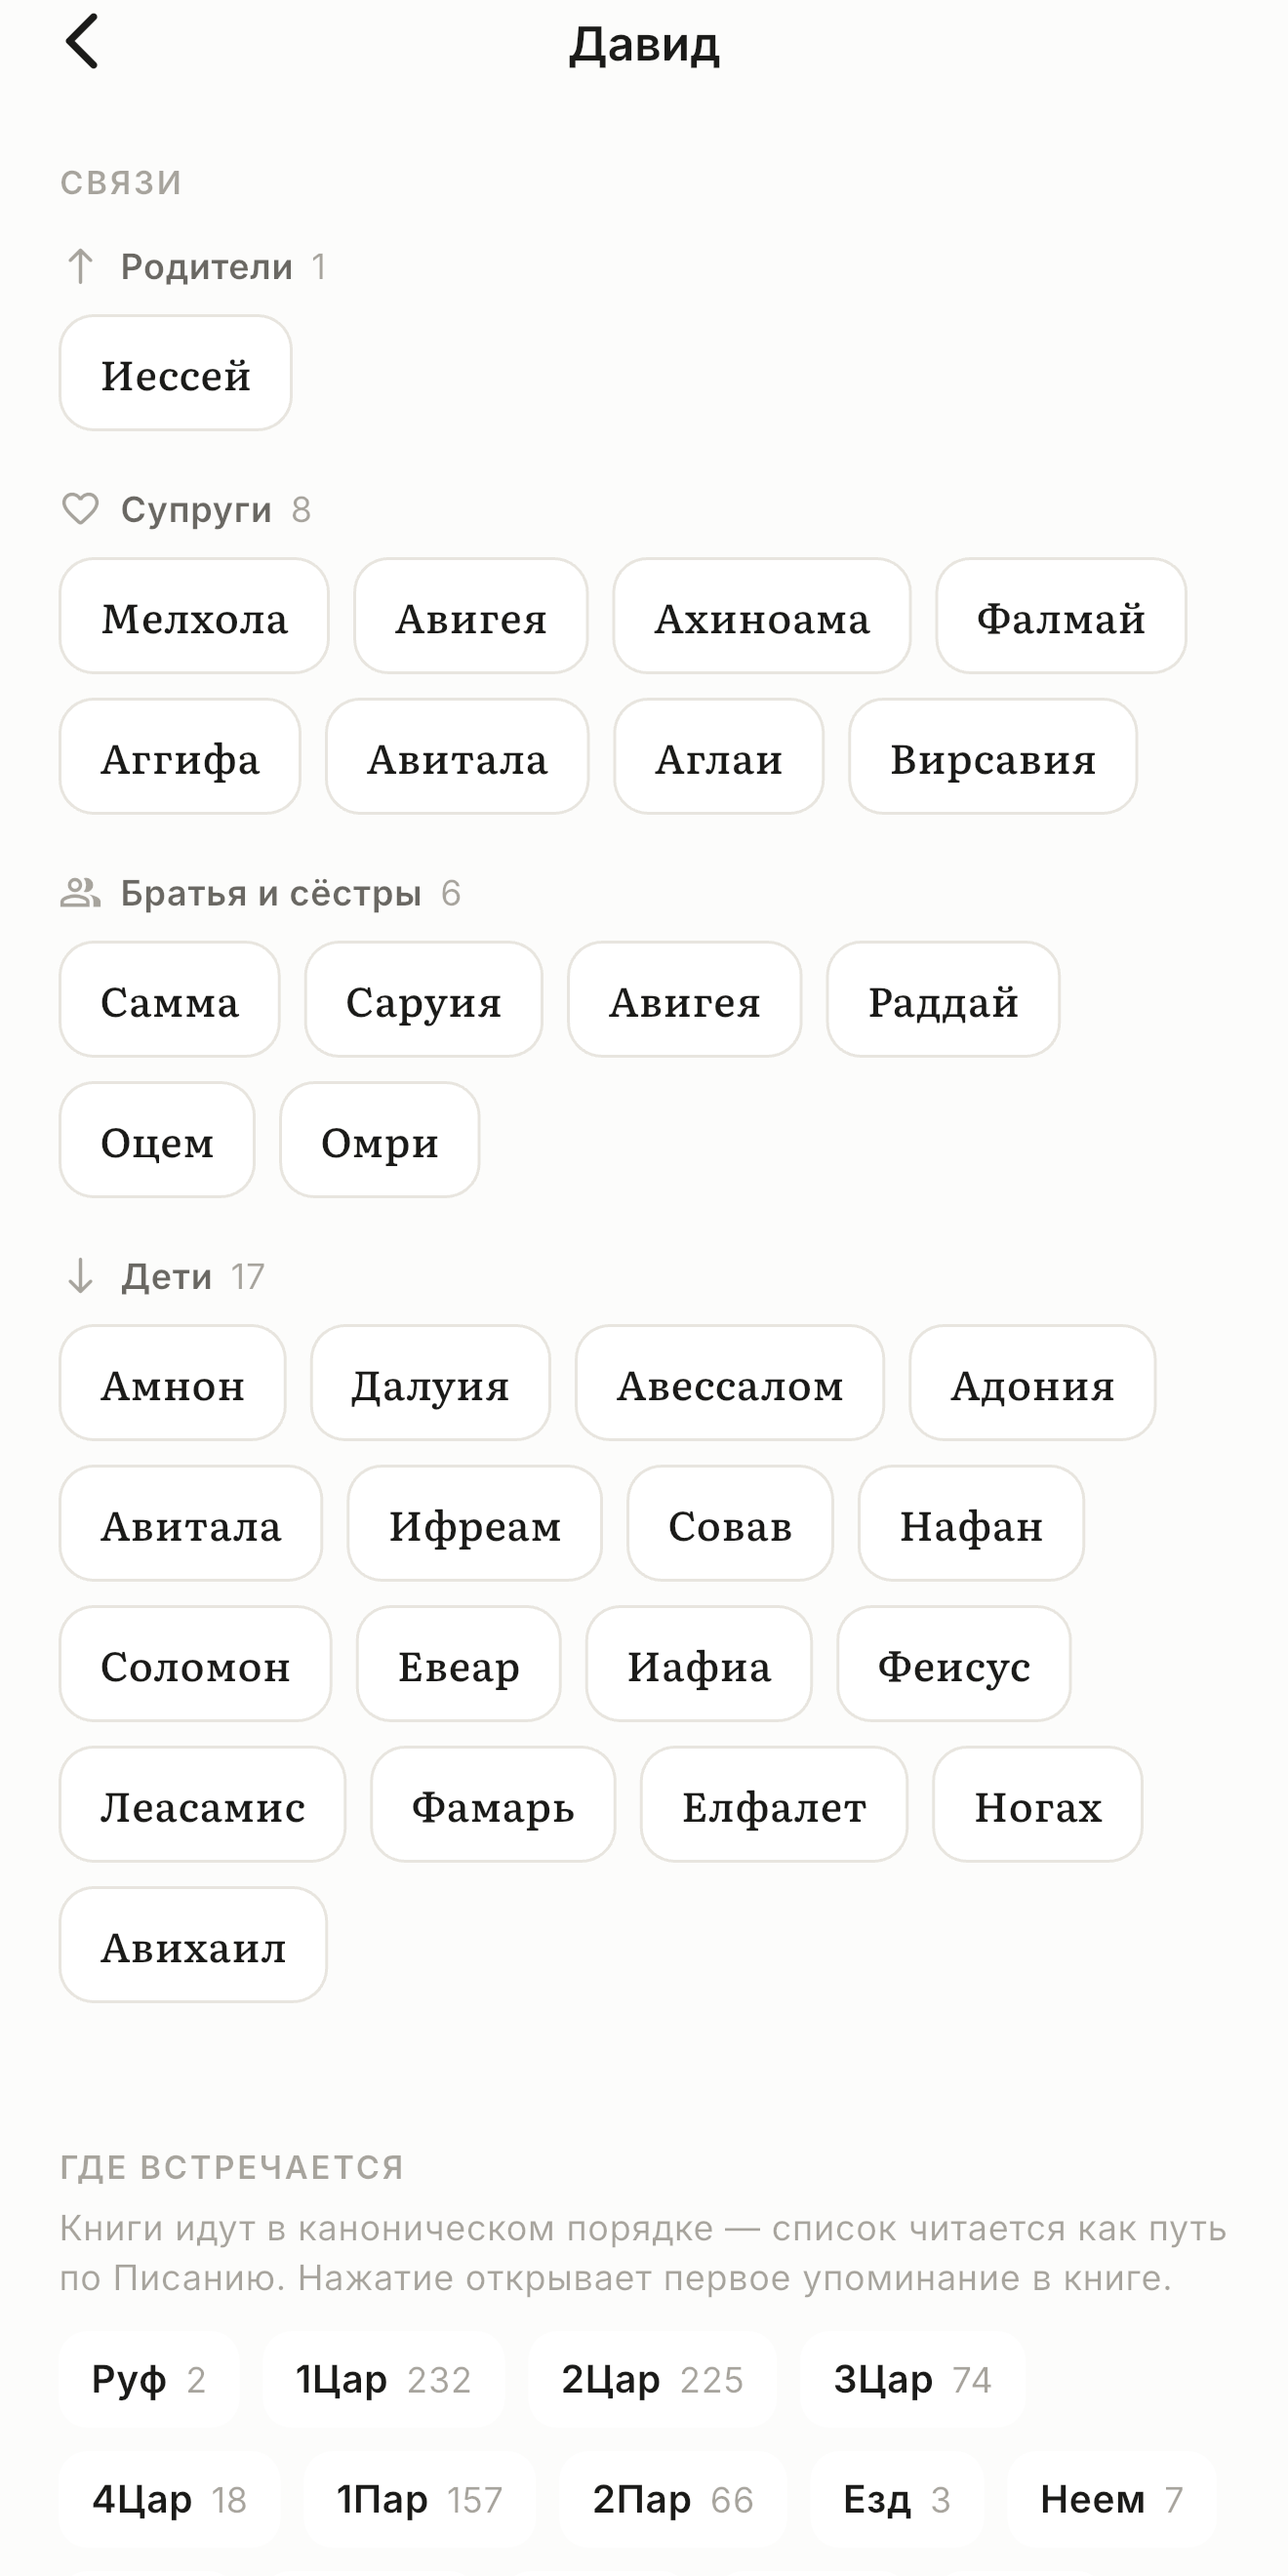 Давид
СВЯЗИ
Родители 1
Иессей
Супруги 8
Мелхола Авигея Ахиноама Фалмай
Аггифа Авитала Аглаи Вирсавия
Братья и сёстры 6
Самма Саруия Авигея Раддай
Оцем Омри
Дети 17
Амнон Далуия Авессалом Адония
Авитала Ифреам Совав Нафан
Соломон Евеар Иафиа Феисус
Леасамис Фамарь Елфалет Ногах
Авихаил
ГДЕ ВСТРЕЧАЕТСЯ
Книги идут в каноническом порядке — список читается как путь
по Писанию. Нажатие открывает первое упоминание в книге.
Руф 2 1Цар 232 2Цар 225 3Цар 74
4Цар 18 1Пар 157 2Пар 66 Езд 3 Неем 7